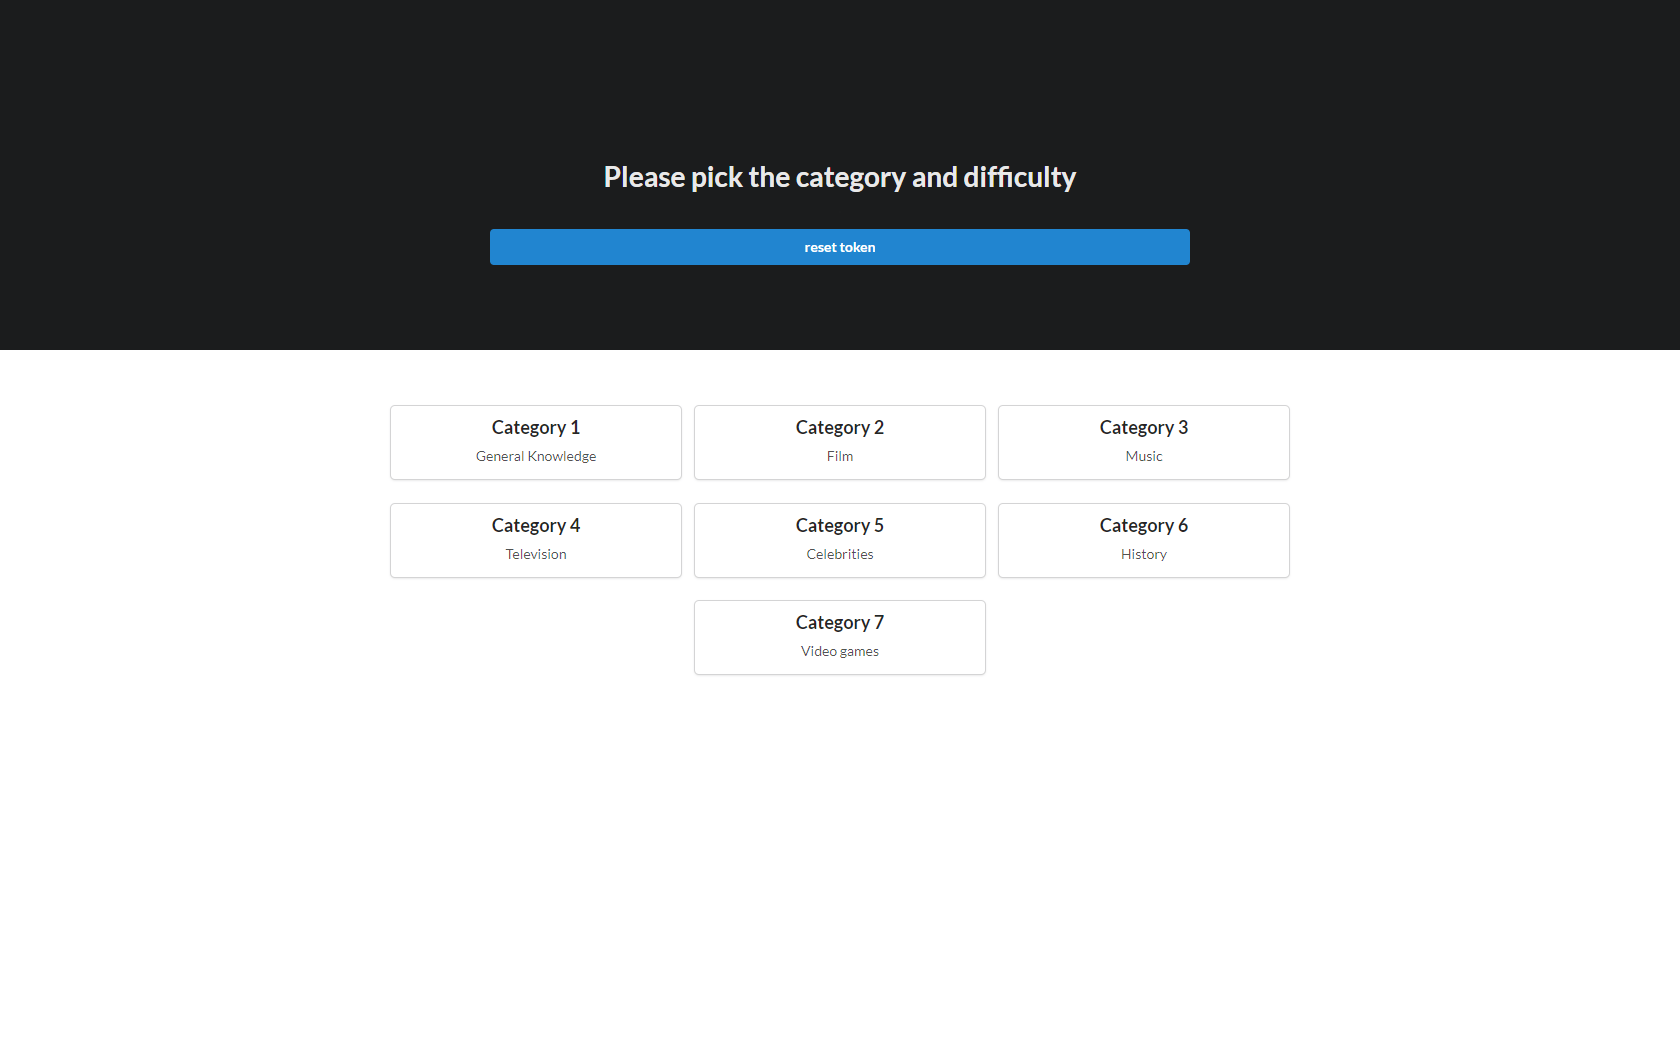 Please pick the category and difficulty
reset token
Category 1
General Knowledge
Category 2
Film
Category 3
Music
Category 4
Television
Category 5
Celebrities
Category 6
History
Category 7
Video games